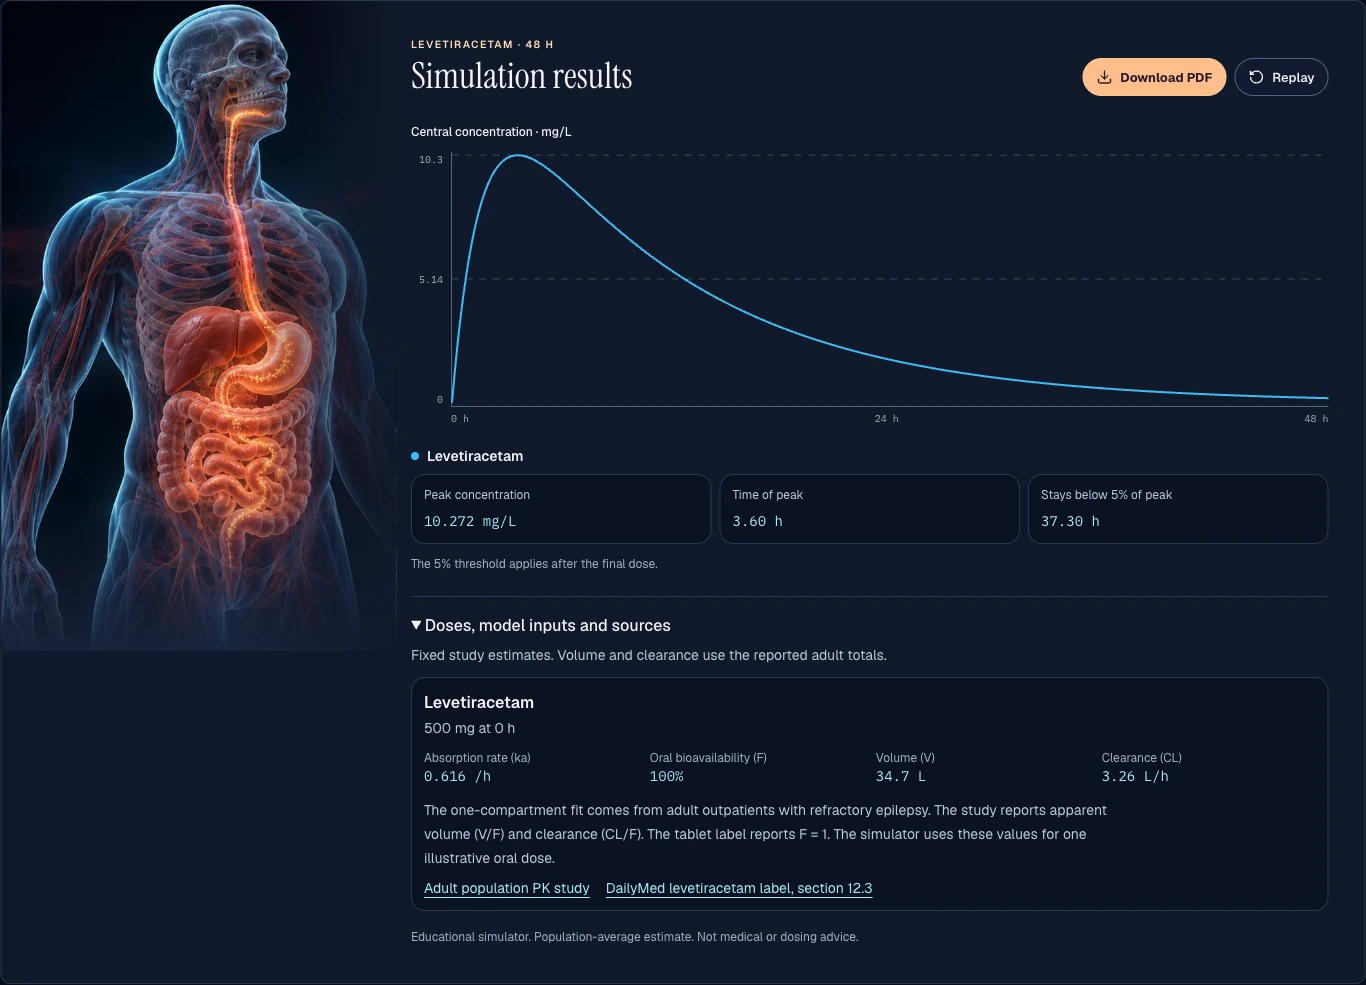 LEVETIRACETAM · 48 H
Simulation results
Download PDF
Replay
Central concentration · mg/L
10.3
5.14
0
0 h
24 h
48 h
Levetiracetam
Peak concentration
10.272 mg/L
Time of peak
3.60 h
Stays below 5% of peak
37.30 h
The 5% threshold applies after the final dose.
Doses, model inputs and sources
Fixed study estimates. Volume and clearance use the reported adult totals.
Levetiracetam
500 mg at 0 h
Absorption rate (ka)
0.616 /h
Oral bioavailability (F)
100%
Volume (V)
34.7 L
Clearance (CL)
3.26 L/h
The one-compartment fit comes from adult outpatients with refractory epilepsy. The study reports apparent
volume (V/F) and clearance (CL/F). The tablet label reports F = 1. The simulator uses these values for one
illustrative oral dose.
Adult population PK study
DailyMed levetiracetam label, section 12.3
Educational simulator. Population-average estimate. Not medical or dosing advice.